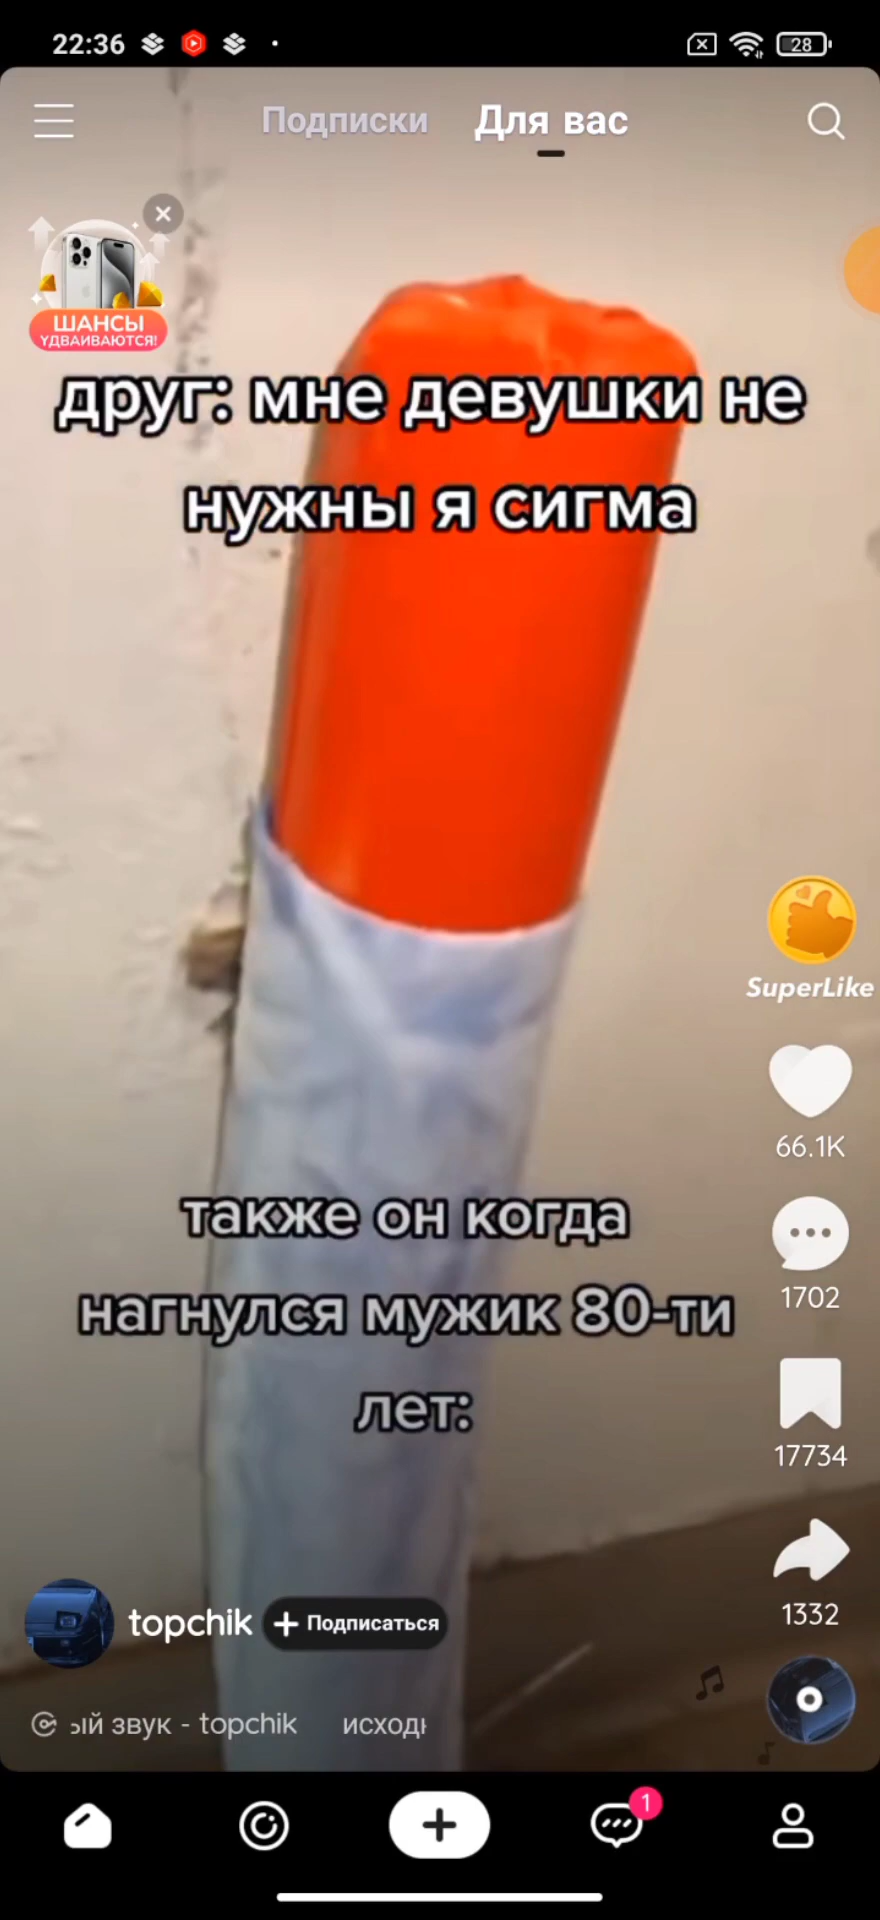 22:36
28
Подписки Для вас
ШАНСЫ
УДВАИВАЮТСЯ!
друг: мне девушки не
нужны я сигма
SuperLike
66.1K
также он когда
1702
нагнулся мужик 80-ти
лет:
17734
1332
topchik + Подписаться
ый звук - topchik исход
1